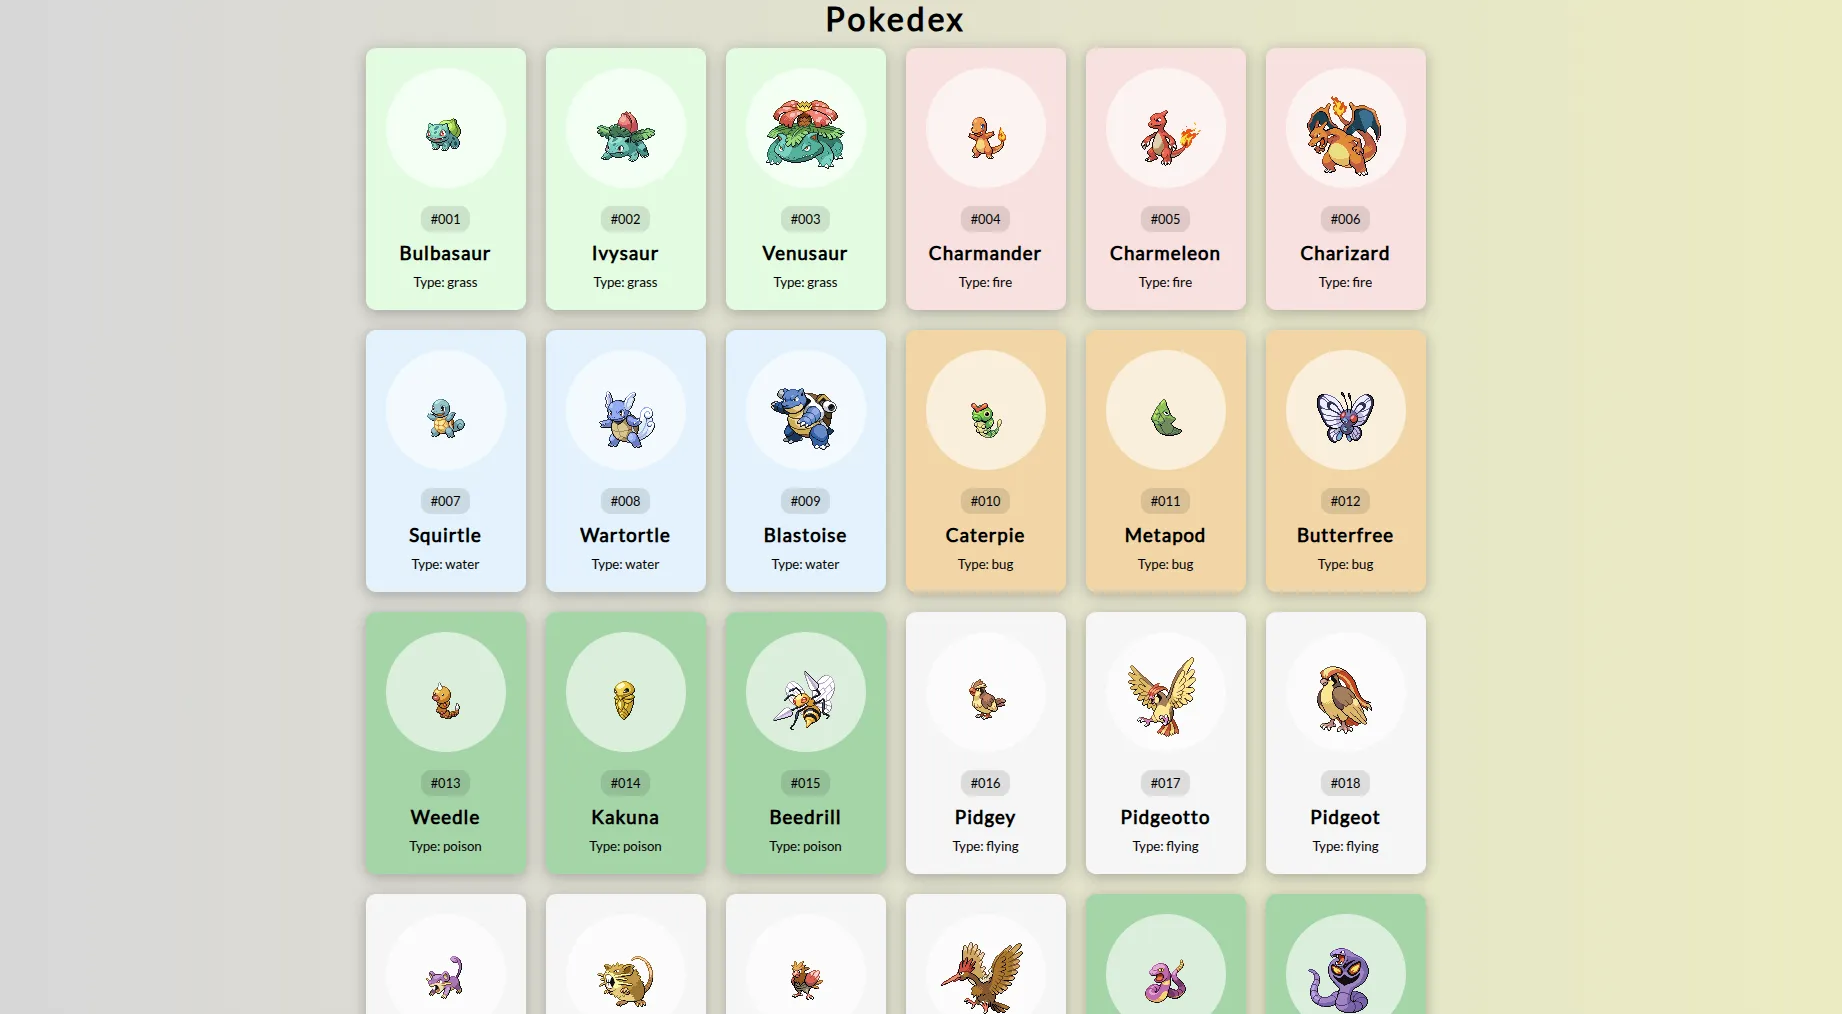 Pokedex
#001 #002 #003 #004 #005 #006
Bulbasaur Ivysaur Venusaur Charmander Charmeleon Charizard
Type: grass Type: grass Type: grass Type: fire Type: fire Type: fire
#007 #008 #009 #010 #011 #012
Squirtle Wartortle Blastoise Caterpie Metapod Butterfree
Type: water Type: water Type: water Type: bug Type: bug Type: bug
#013 #014 #015 #016 #017 #018
Weedle Kakuna Beedrill Pidgey Pidgeotto Pidgeot
Type: poison Type: poison Type: poison Type: flying Type: flying Type: flying